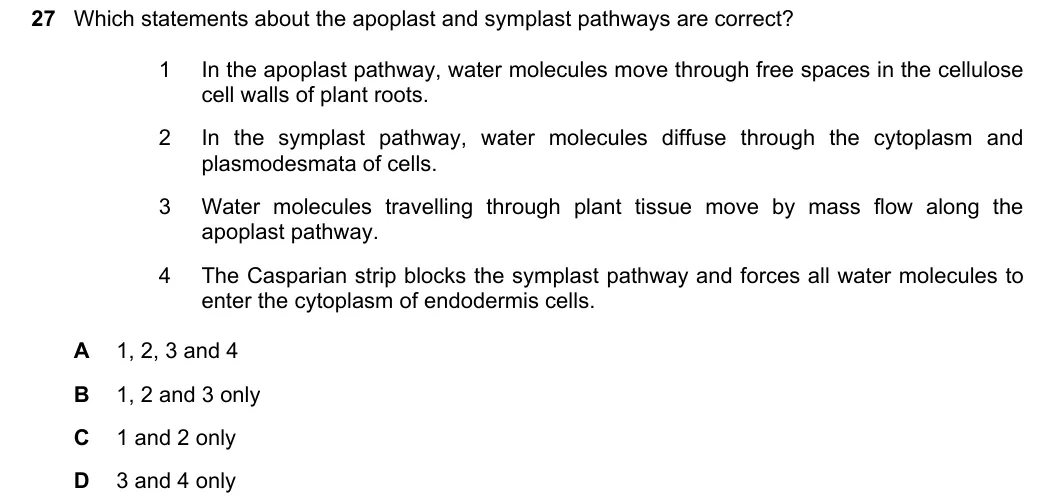 27 Which statements about the apoplast and symplast pathways are correct?
1 In the apoplast pathway, water molecules move through free spaces in the cellulose
cell walls of plant roots.
2 In the symplast pathway, water molecules diffuse through the cytoplasm and
plasmodesmata of cells.
3 Water molecules travelling through plant tissue move by mass flow along the
apoplast pathway.
4 The Casparian strip blocks the symplast pathway and forces all water molecules to
enter the cytoplasm of endodermis cells.
A 1, 2, 3 and 4
B 1, 2 and 3 only
C 1 and 2 only
D 3 and 4 only